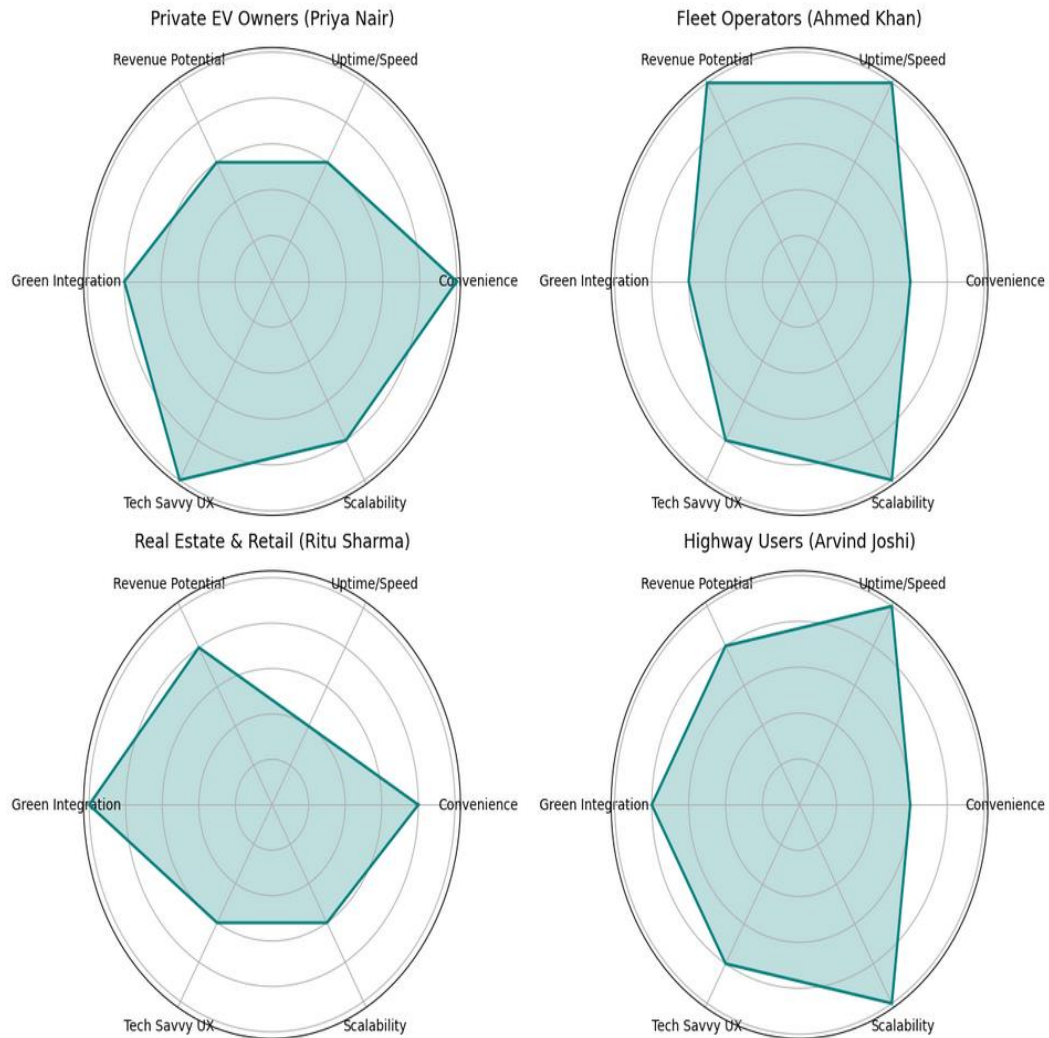 Private EV Owners (Priya Nair)
Revenue Potential
Uptime/Speed
Green Integration
Convenience
Tech Savvy UX
Scalability
Fleet Operators (Ahmed Khan)
Revenue Potential
Uptime/Speed
Green Integration
Convenience
Tech Savvy UX
Scalability
Real Estate & Retail (Ritu Sharma)
Revenue Potential
Uptime/Speed
Green Integration
Convenience
Tech Savvy UX
Scalability
Highway Users (Arvind Joshi)
Revenue Potential
Uptime/Speed
Green Integration
Convenience
Tech Savvy UX
Scalability